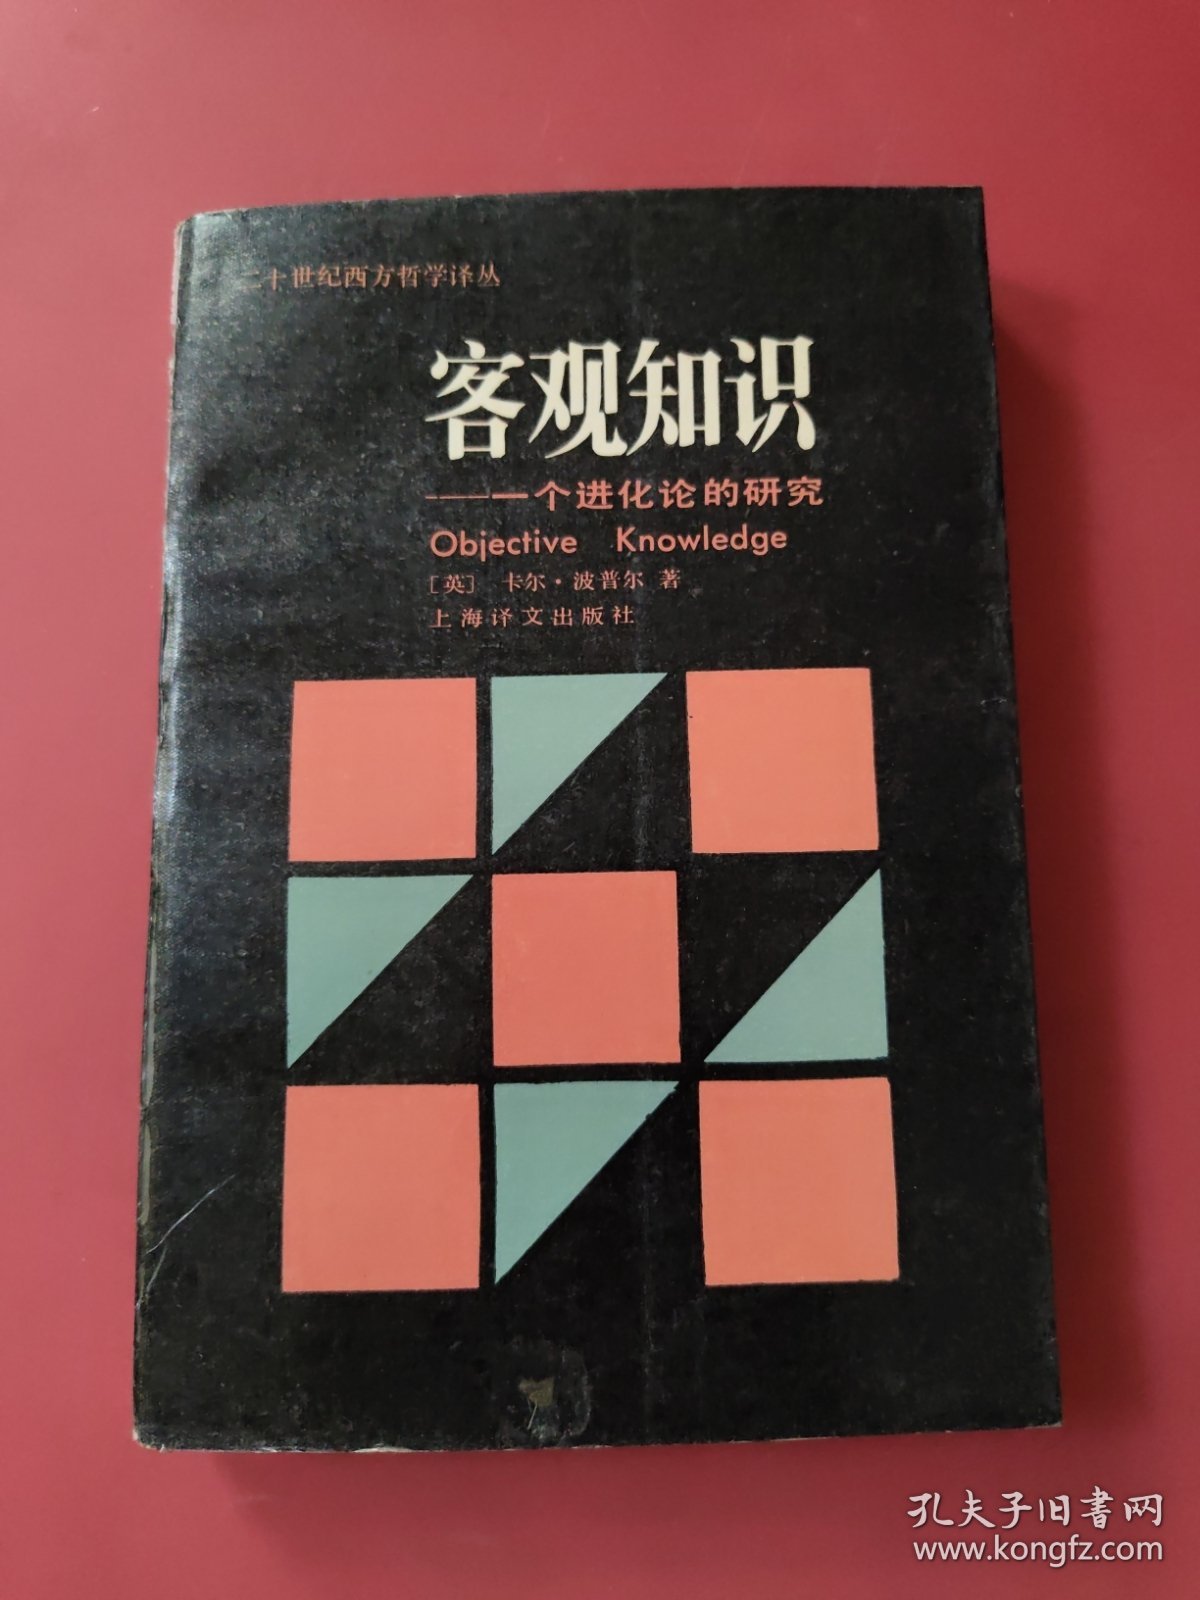 二十世纪西方哲学译丛
客观知识
——一个进化论的研究
Objective Knowledge
[英] 卡尔·波普尔 著
上海译文出版社
孔夫子旧书网
www.kongfz.com